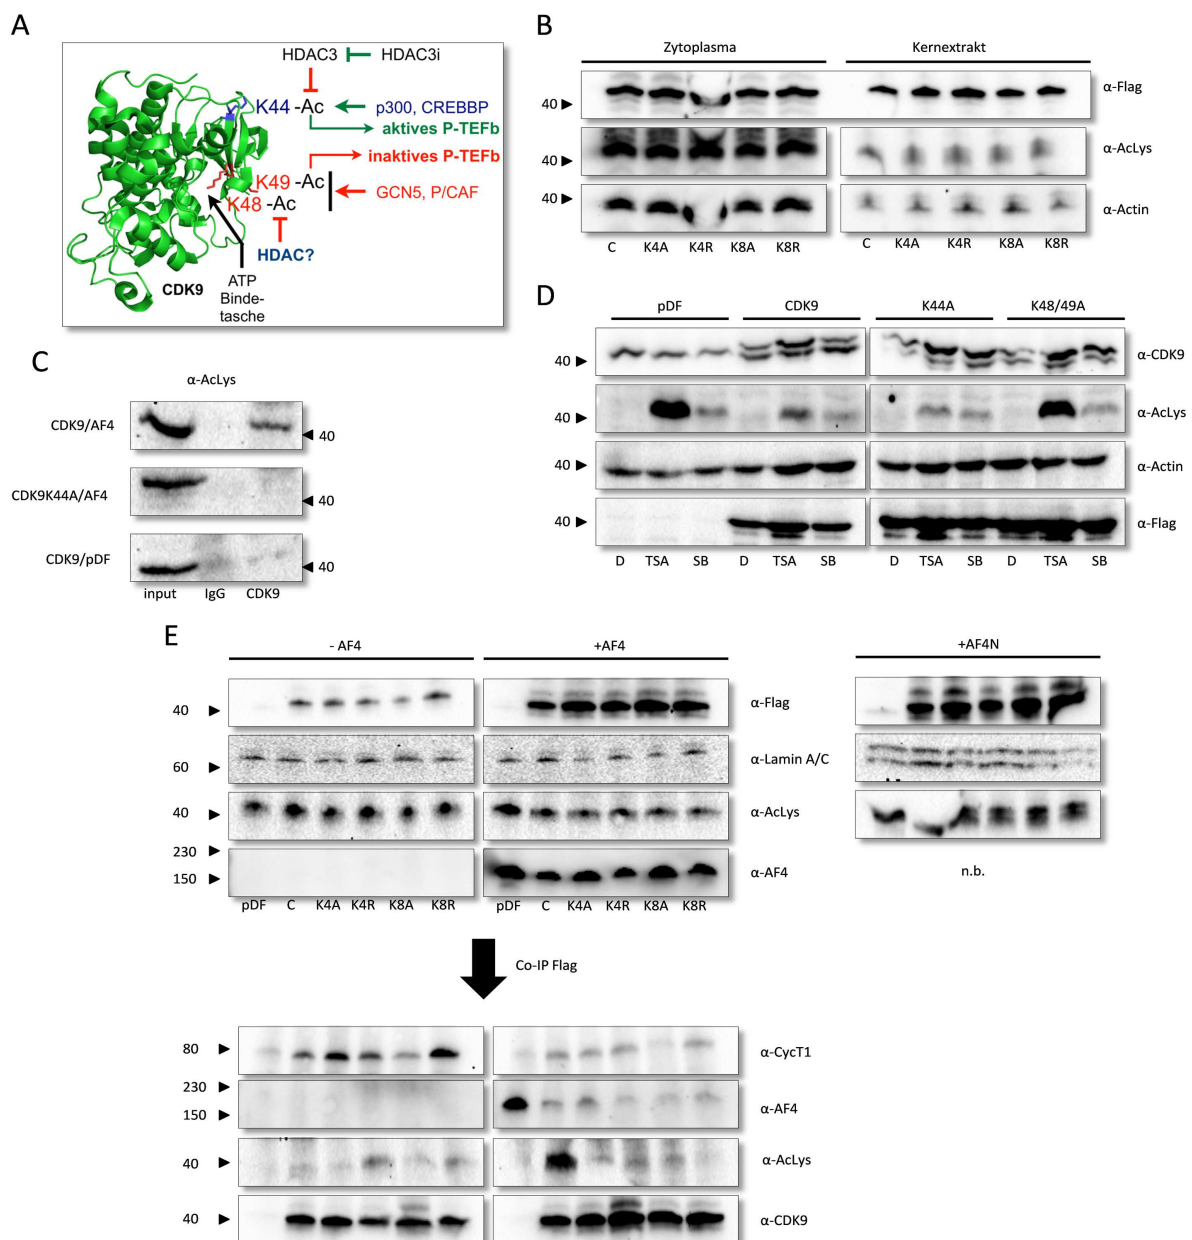 A
HDAC3 HDAC3i
K44 -Ac p300, CREBBP
aktives P-TEFb
inaktives P-TEFb
K49 -Ac
GCN5, P/CAF
K48 -Ac
HDAC?
CDK9
ATP
Binde-
tasche
B
Zytoplasma Kernextrakt
40 α-Flag
40 α-AcLys
40 α-Actin
C K4A K4R K8A K8R C K4A K4R K8A K8R
C
α-AcLys
CDK9/AF4 40
CDK9K44A/AF4 40
CDK9/pDF 40
input IgG CDK9
D
pDF CDK9 K44A K48/49A
40 α-CDK9
40 α-AcLys
40 α-Actin
40 α-Flag
D TSA SB D TSA SB D TSA SB D TSA SB
E
- AF4 +AF4 +AF4N
40 α-Flag
60 α-Lamin A/C
40 α-AcLys
230
150 α-AF4 n.b.
pDF C K4A K4R K8A K8R pDF C K4A K4R K8A K8R
Co-IP Flag
80 α-CycT1
230
150 α-AF4
40 α-AcLys
40 α-CDK9